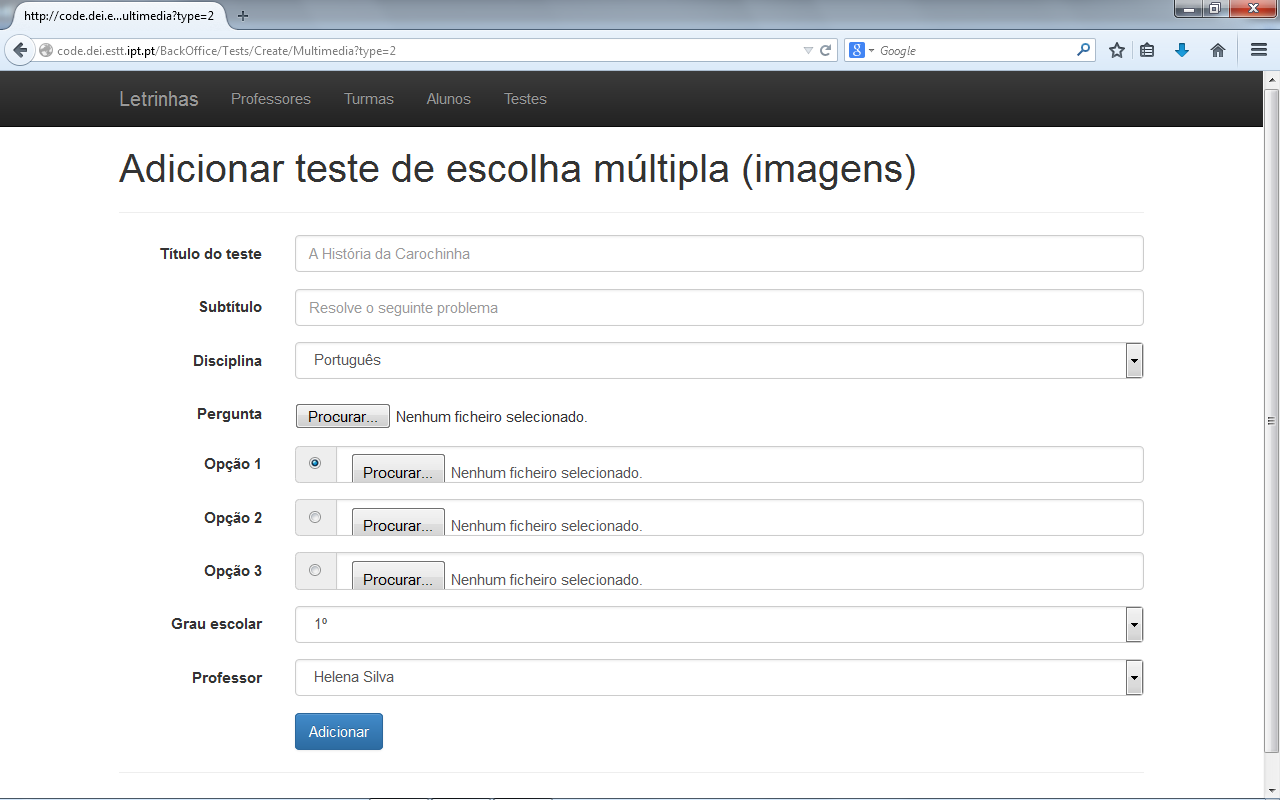 http://code.dei.e...ultimedia?type=2
code.dei.estt.ipt.pt/BackOffice/Tests/Create/Multimedia?type=2
Google
Letrinhas Professores Turmas Alunos Testes
Adicionar teste de escolha múltipla (imagens)
Título do teste A História da Carochinha
Subtítulo Resolve o seguinte problema
Disciplina Português
Pergunta Procurar... Nenhum ficheiro selecionado.
Opção 1 Procurar... Nenhum ficheiro selecionado.
Opção 2 Procurar... Nenhum ficheiro selecionado.
Opção 3 Procurar... Nenhum ficheiro selecionado.
Grau escolar 1º
Professor Helena Silva
Adicionar